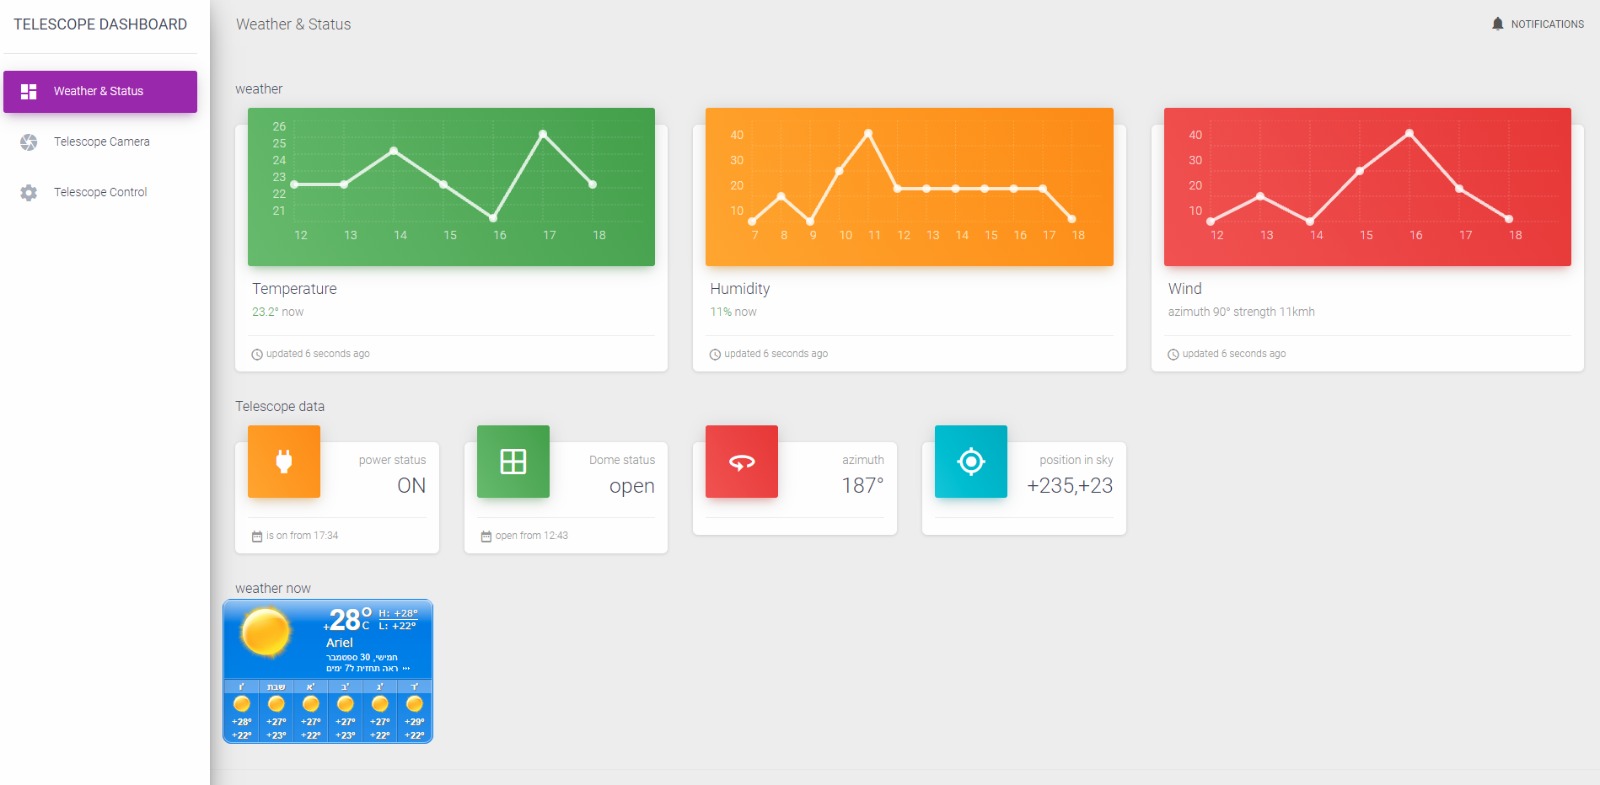 TELESCOPE DASHBOARD
Weather & Status
Telescope Camera
Telescope Control
Weather & Status
NOTIFICATIONS
weather
26
25
24
23
22
21
12 13 14 15 16 17 18
Temperature
23.2° now
updated 6 seconds ago
40
30
20
10
7 8 9 10 11 12 13 14 15 16 17 18
Humidity
11% now
updated 6 seconds ago
40
30
20
10
12 13 14 15 16 17 18
Wind
azimuth 90° strength 11kmh
updated 6 seconds ago
Telescope data
power status
ON
is on from 17:34
Dome status
open
open from 12:43
azimuth
187°
position in sky
+235,+23
weather now
+28° C
H: +28°
L: +22°
Ariel
חמישי, 30 ספטמבר
ראה תחזית ל7 ימים
ו' שבת א' ב' ג' ד'
+28° +27° +27° +27° +27° +29°
+22° +23° +22° +23° +22° +22°